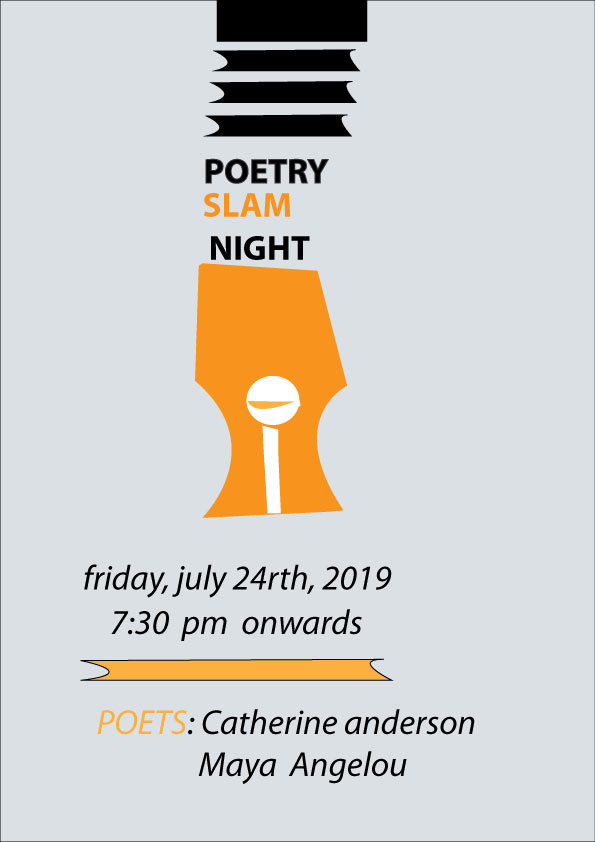 POETRY
SLAM
NIGHT
friday, july 24rth, 2019
7:30 pm onwards
POETS: Catherine anderson
Maya Angelou